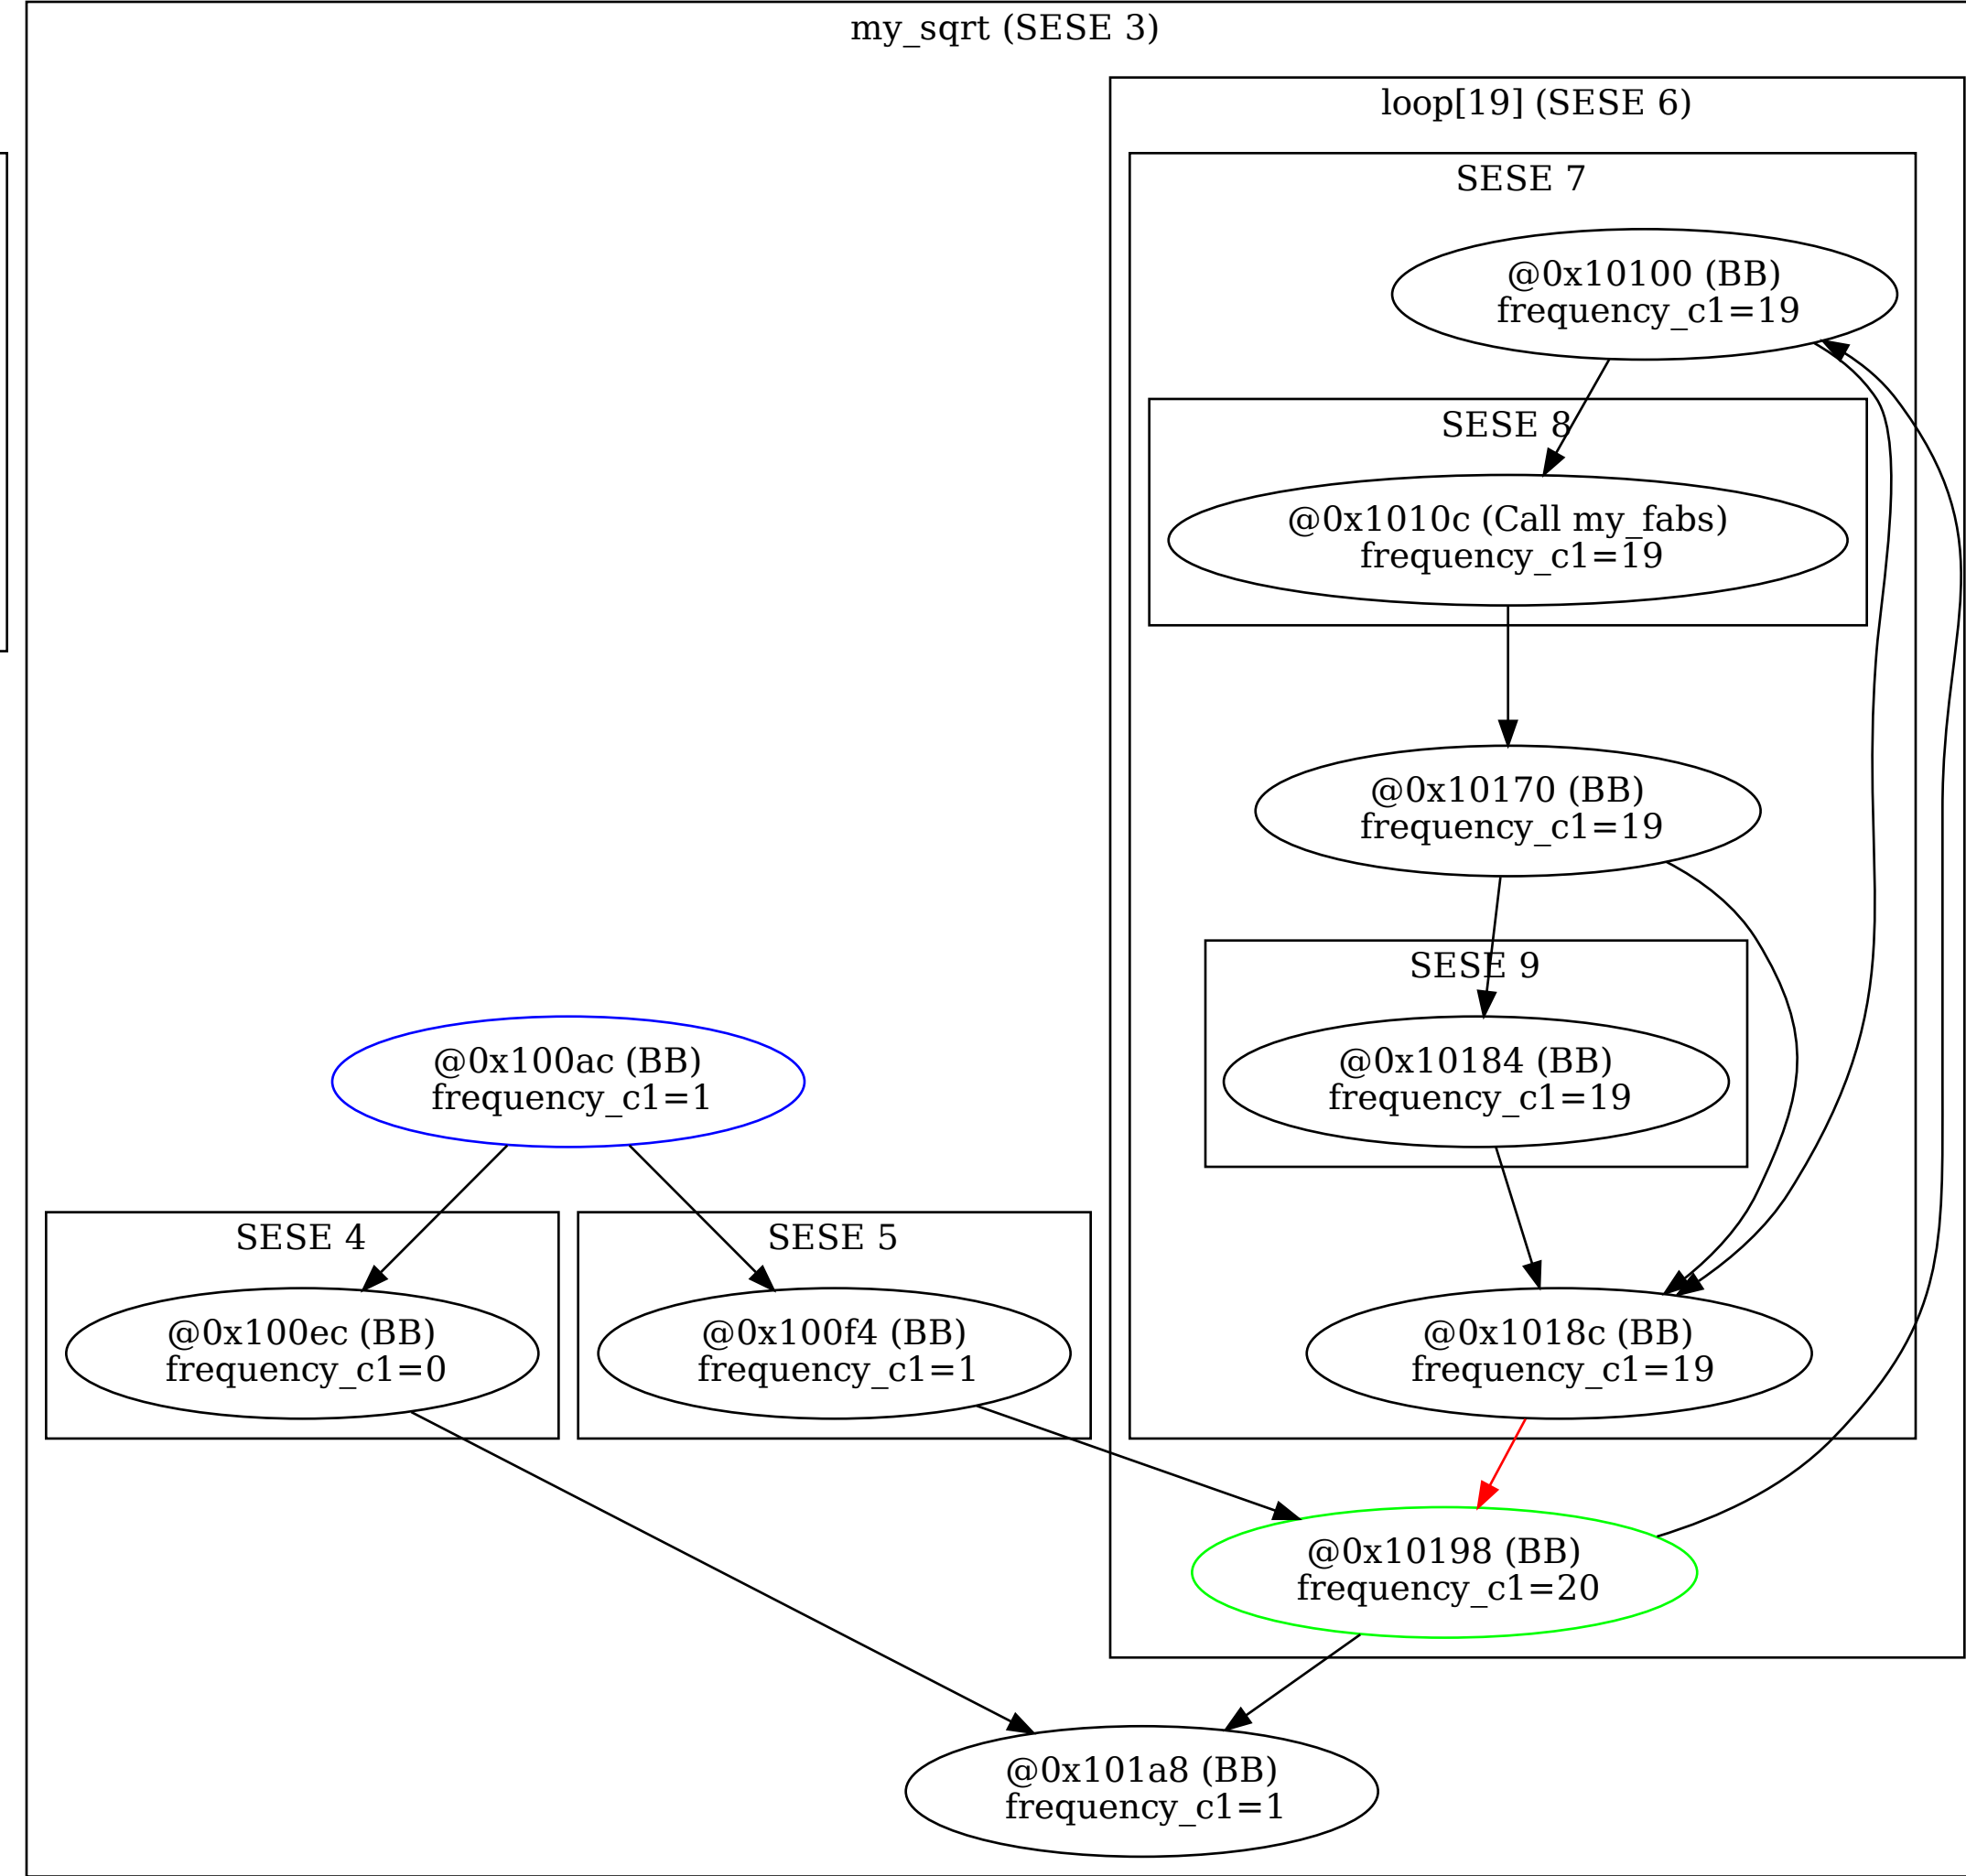 my_sqrt (SESE 3)
loop[19] (SESE 6)
SESE 7
@0x10100 (BB)
frequency_c1=19
SESE 8
@0x1010c (Call my_fabs)
frequency_c1=19
@0x10170 (BB)
frequency_c1=19
SESE 9
@0x100ac (BB)
frequency_c1=1
@0x10184 (BB)
frequency_c1=19
SESE 4
SESE 5
@0x100ec (BB)
frequency_c1=0
@0x100f4 (BB)
frequency_c1=1
@0x1018c (BB)
frequency_c1=19
@0x10198 (BB)
frequency_c1=20
@0x101a8 (BB)
frequency_c1=1